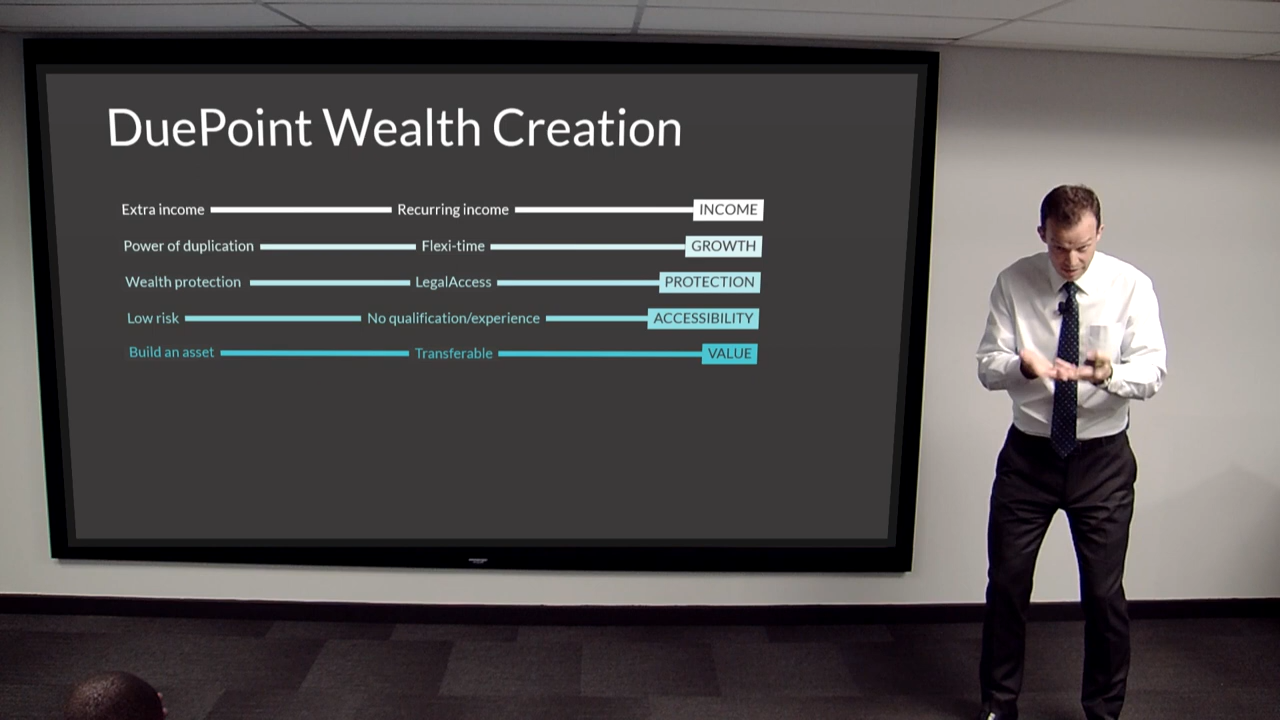 DuePoint Wealth Creation
Extra income Recurring income INCOME
Power of duplication Flexi-time GROWTH
Wealth protection LegalAccess PROTECTION
Low risk No qualification/experience ACCESSIBILITY
Build an asset Transferable VALUE